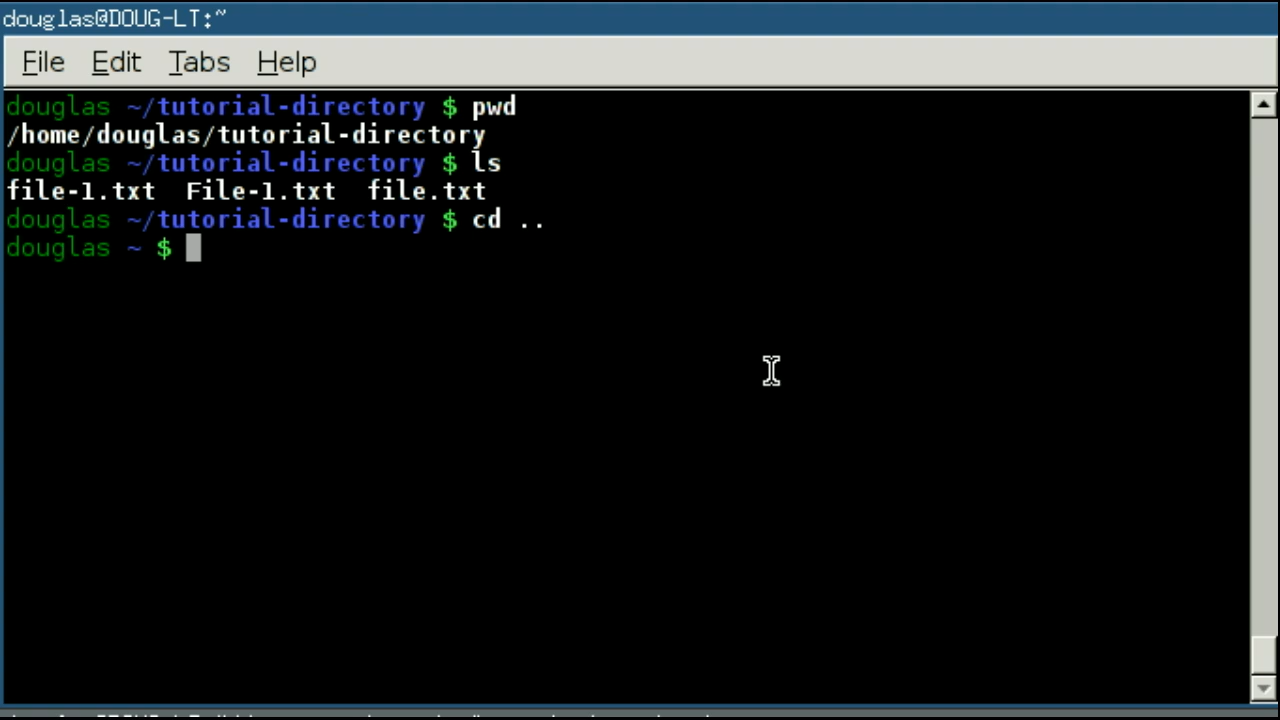 douglas@DOUG-LT:~
File Edit Tabs Help
douglas ~/tutorial-directory $ pwd
/home/douglas/tutorial-directory
douglas ~/tutorial-directory $ ls
file-1.txt  File-1.txt  file.txt
douglas ~/tutorial-directory $ cd ..
douglas ~ $